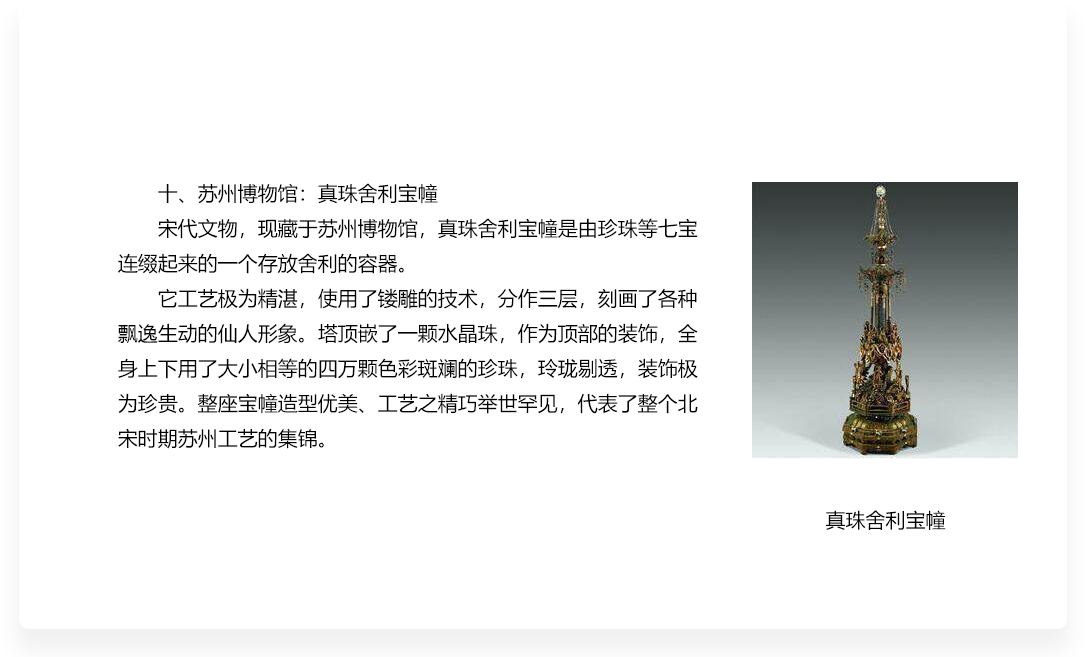 十、苏州博物馆：真珠舍利宝幢
宋代文物，现藏于苏州博物馆，真珠舍利宝幢是由珍珠等七宝
连缀起来的一个存放舍利的容器。
它工艺极为精湛，使用了镂雕的技术，分作三层，刻画了各种
飘逸生动的仙人形象。塔顶嵌了一颗水晶珠，作为顶部的装饰，全
身上下用了大小相等的四万颗色彩斑斓的珍珠，玲珑剔透，装饰极
为珍贵。整座宝幢造型优美、工艺之精巧举世罕见，代表了整个北
宋时期苏州工艺的集锦。
真珠舍利宝幢